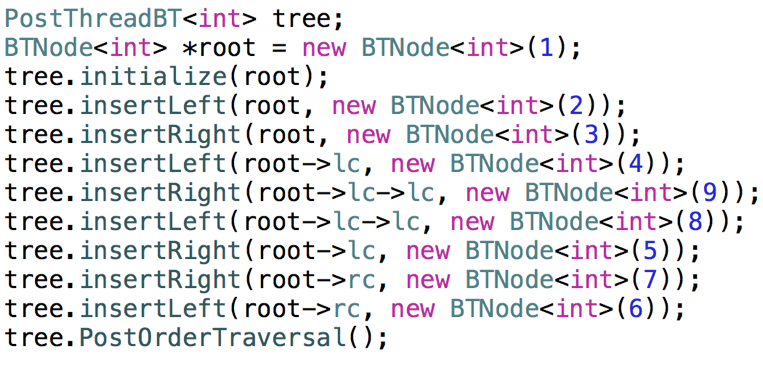 PostThreadBT<int> tree;
BTNode<int> *root = new BTNode<int>(1);
tree.initialize(root);
tree.insertLeft(root, new BTNode<int>(2));
tree.insertRight(root, new BTNode<int>(3));
tree.insertLeft(root->lc, new BTNode<int>(4));
tree.insertRight(root->lc->lc, new BTNode<int>(9));
tree.insertLeft(root->lc->lc, new BTNode<int>(8));
tree.insertRight(root->lc, new BTNode<int>(5));
tree.insertRight(root->rc, new BTNode<int>(7));
tree.insertLeft(root->rc, new BTNode<int>(6));
tree.PostOrderTraversal();